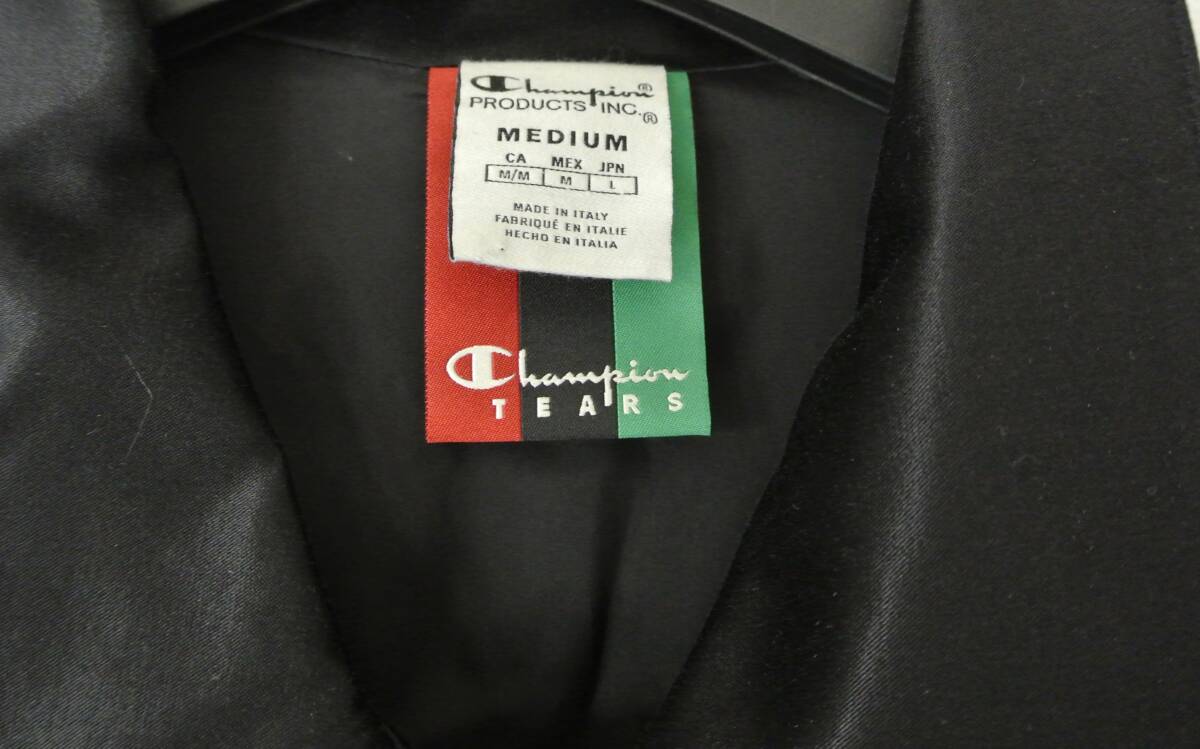 Champion®
PRODUCTS INC.®
MEDIUM
CA MEX JPN
M/M M L
MADE IN ITALY
FABRIQUÉ EN ITALIE
HECHO EN ITALIA
Champion
TEARS